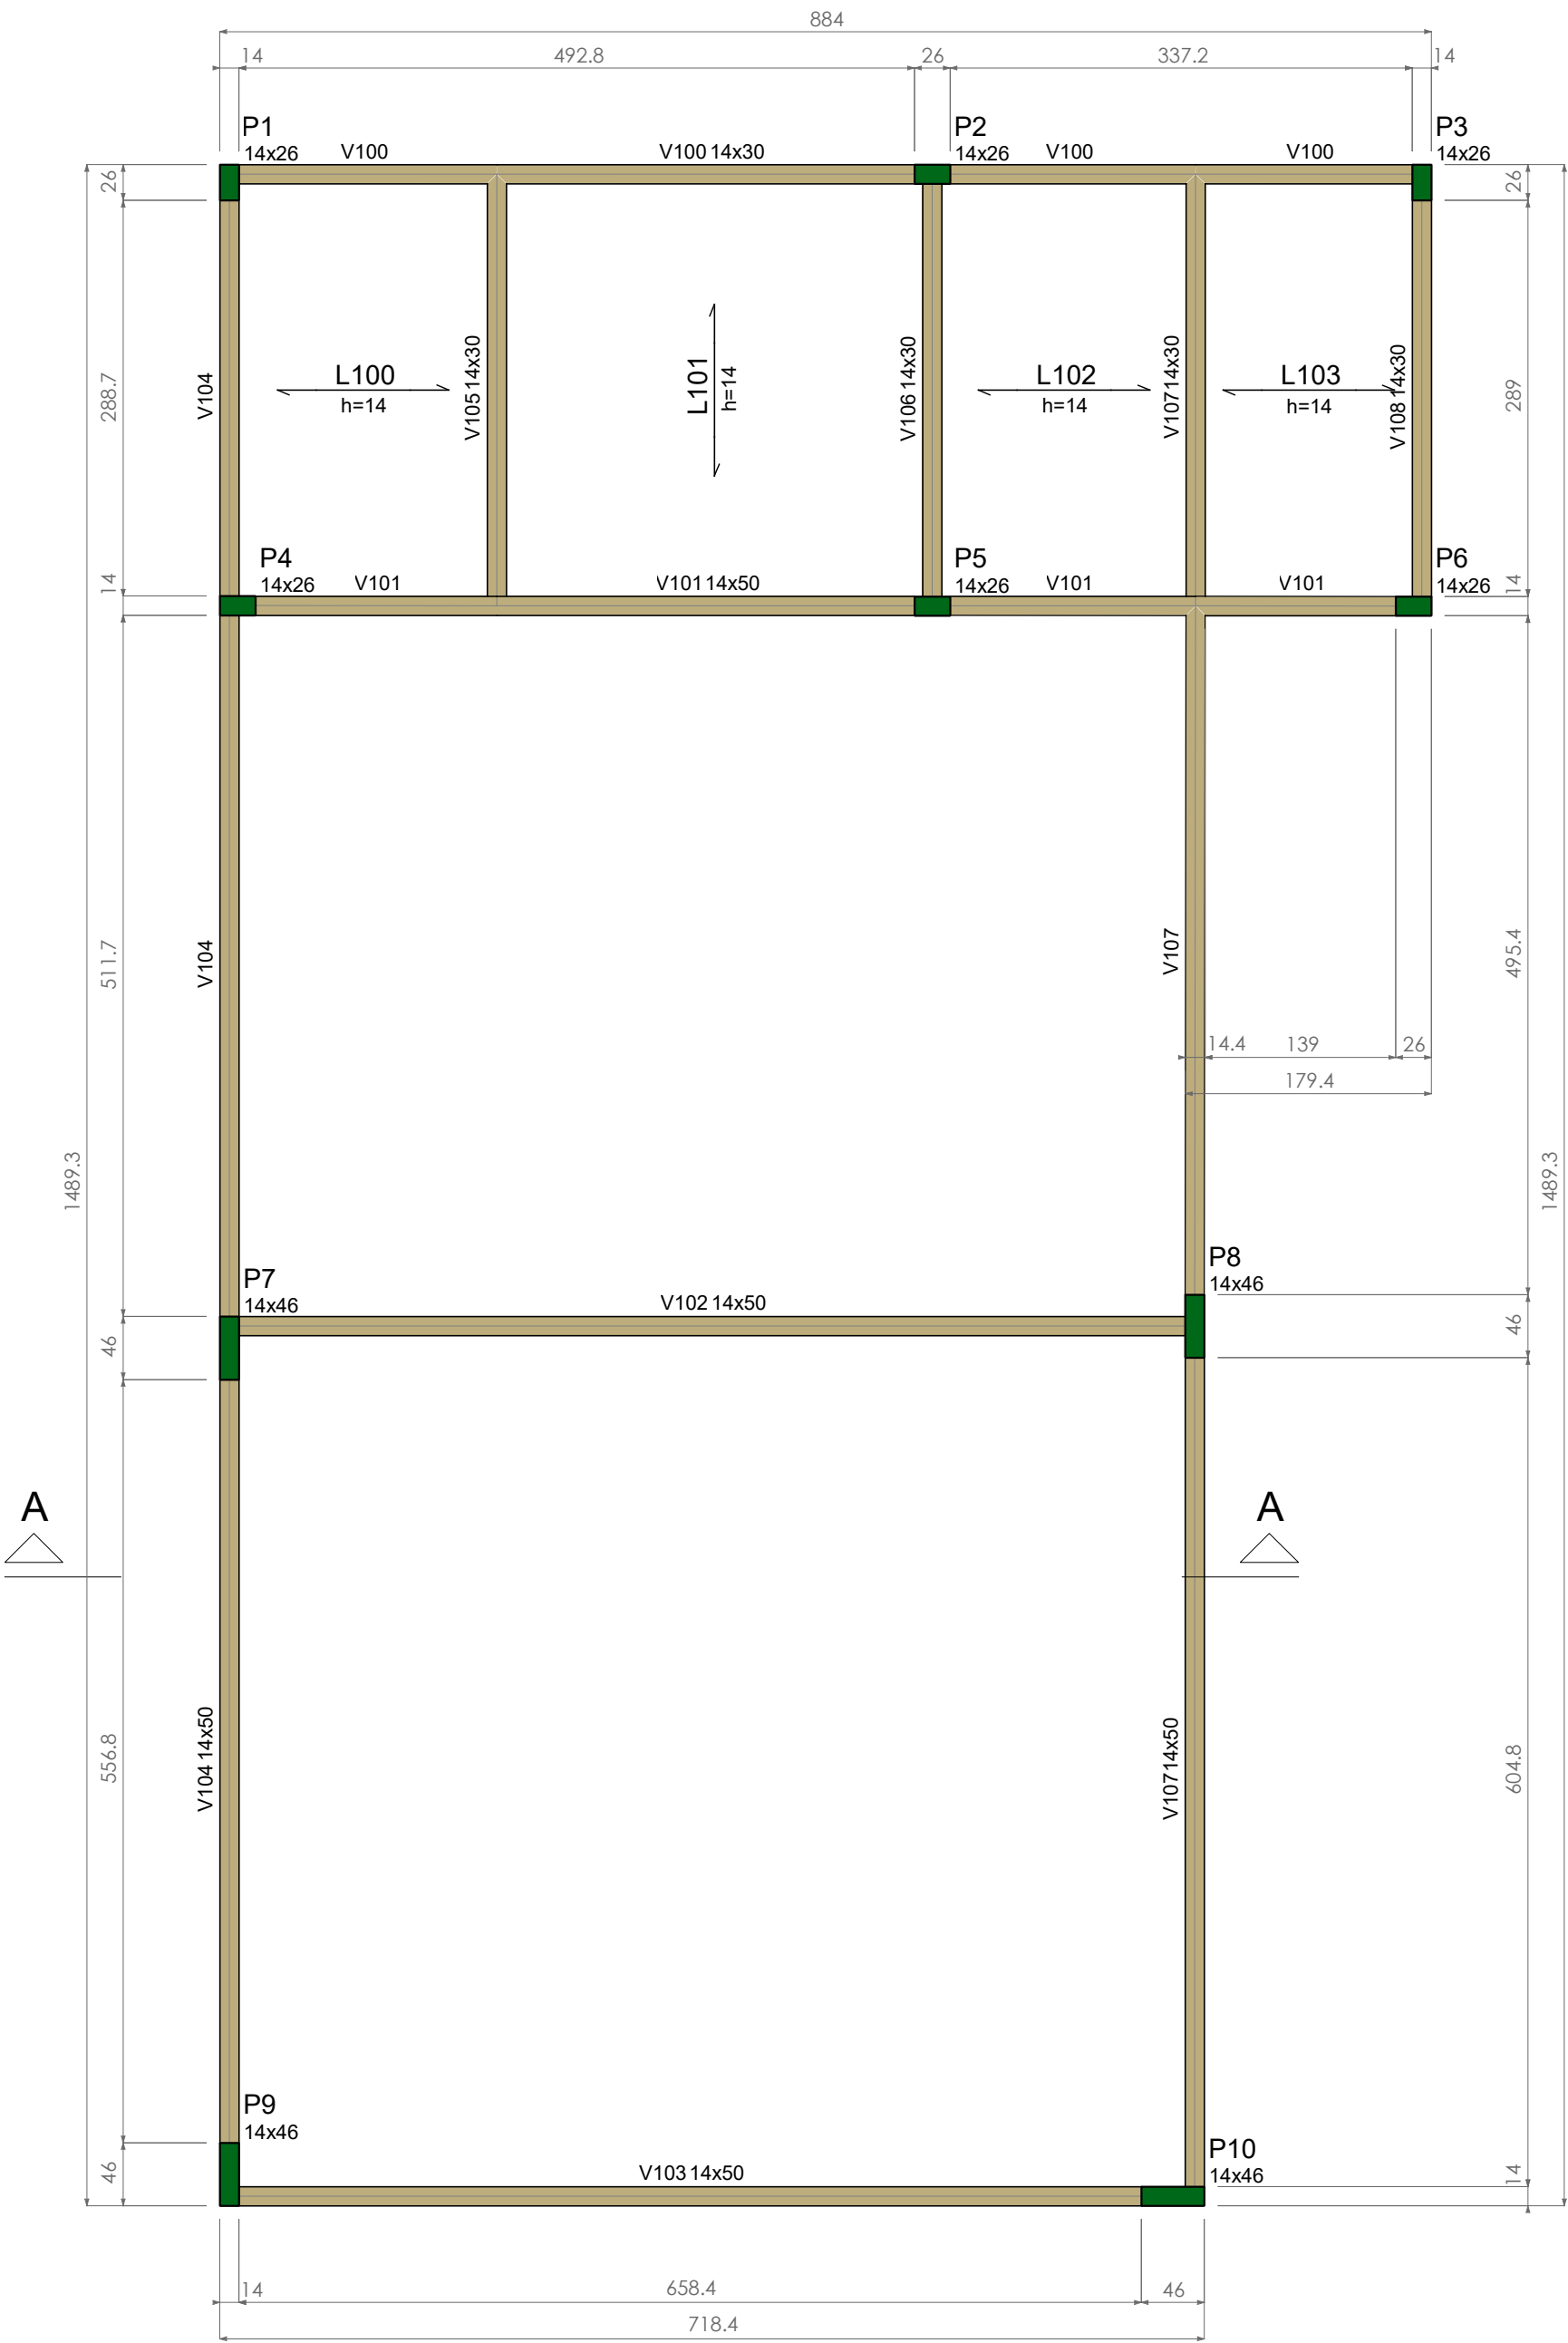 884
14 492.8 26 337.2 14
P1
14x26
V100
V100 14x30
P2
14x26
V100
V100
P3
14x26
26
26
288.7
V104
L100
h=14
V105 14x30
L101
h=14
V106 14x30
L102
h=14
V107 14x30
L103
h=14
V108 14x30
289
P4
14x26
V101
V101 14x50
P5
14x26
V101
V101
P6
14x26
14
14
511.7
V104
V107
495.4
14.4 139 26
179.4
1489.3
1489.3
P7
14x46
V102 14x50
P8
14x46
46
46
A
A
556.8
V104 14x50
V107 14x50
604.8
P9
14x46
46
V103 14x50
P10
14x46
14
14 658.4 46
718.4